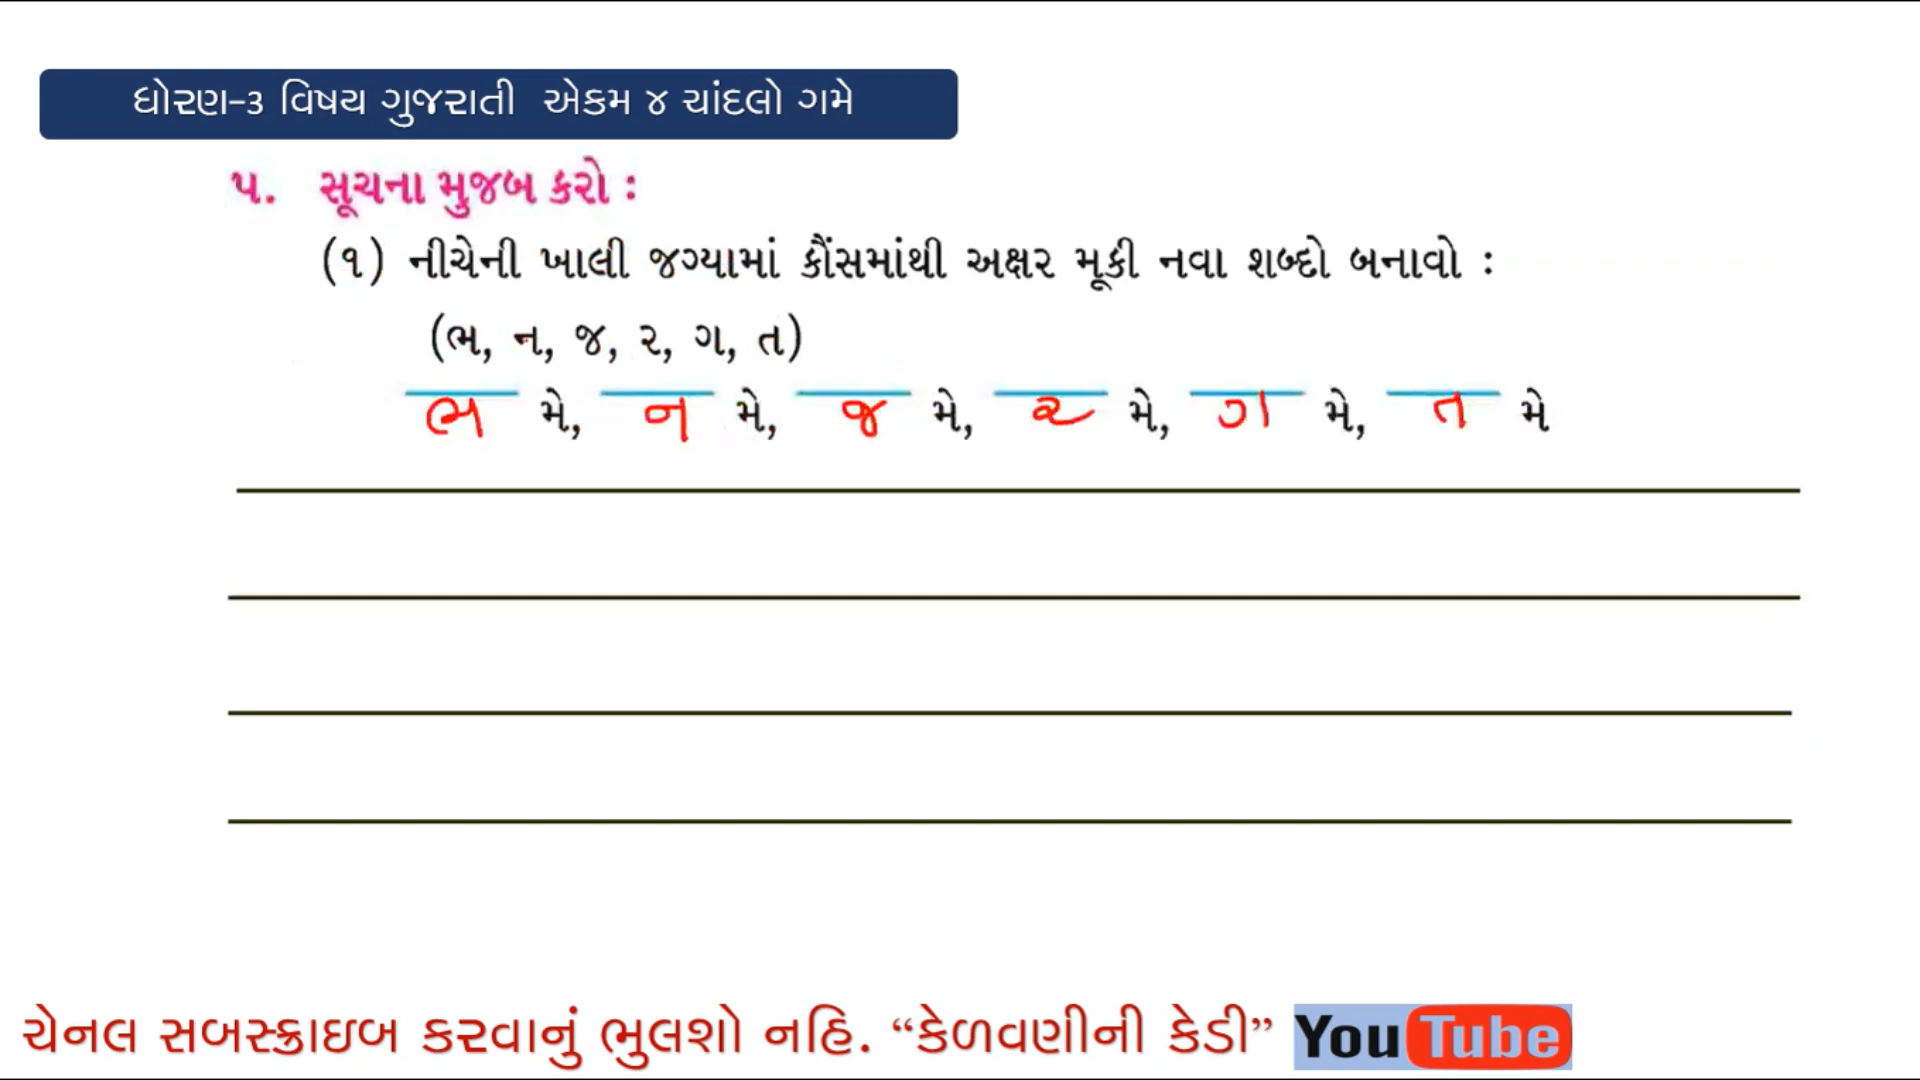 ધોરણ-૩ વિષય ગુજરાતી એકમ ૪ ચાંદલો ગમે
૫. સૂચના મુજબ કરો :
(૧) નીચેની ખાલી જગ્યામાં કૌંસમાંથી અક્ષર મૂકી નવા શબ્દો બનાવો :
(ભ, ન, જ, ર, ગ, ત)
ભ મે, ન મે, જ મે, ર મે, ગ મે, ત મે
ચેનલ સબસ્ક્રાઇબ કરવાનું ભુલશો નહિ. “કેળવણીની કેડી” YouTube